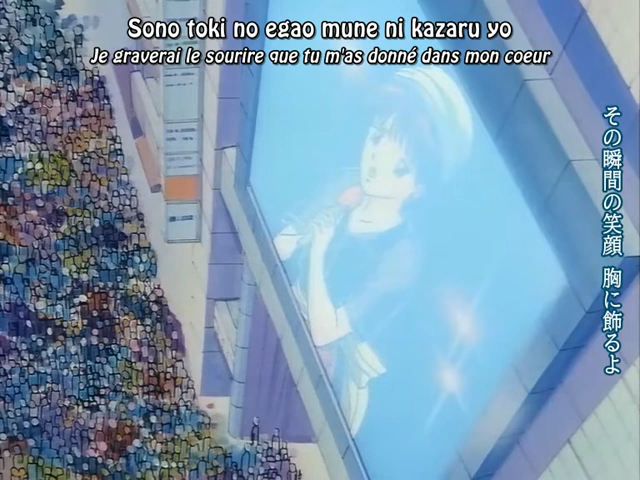 Sono toki no egao mune ni kazaru yo
Je graverai le sourire que tu m'as donné dans mon coeur
その瞬間の笑顔 胸に飾るよ